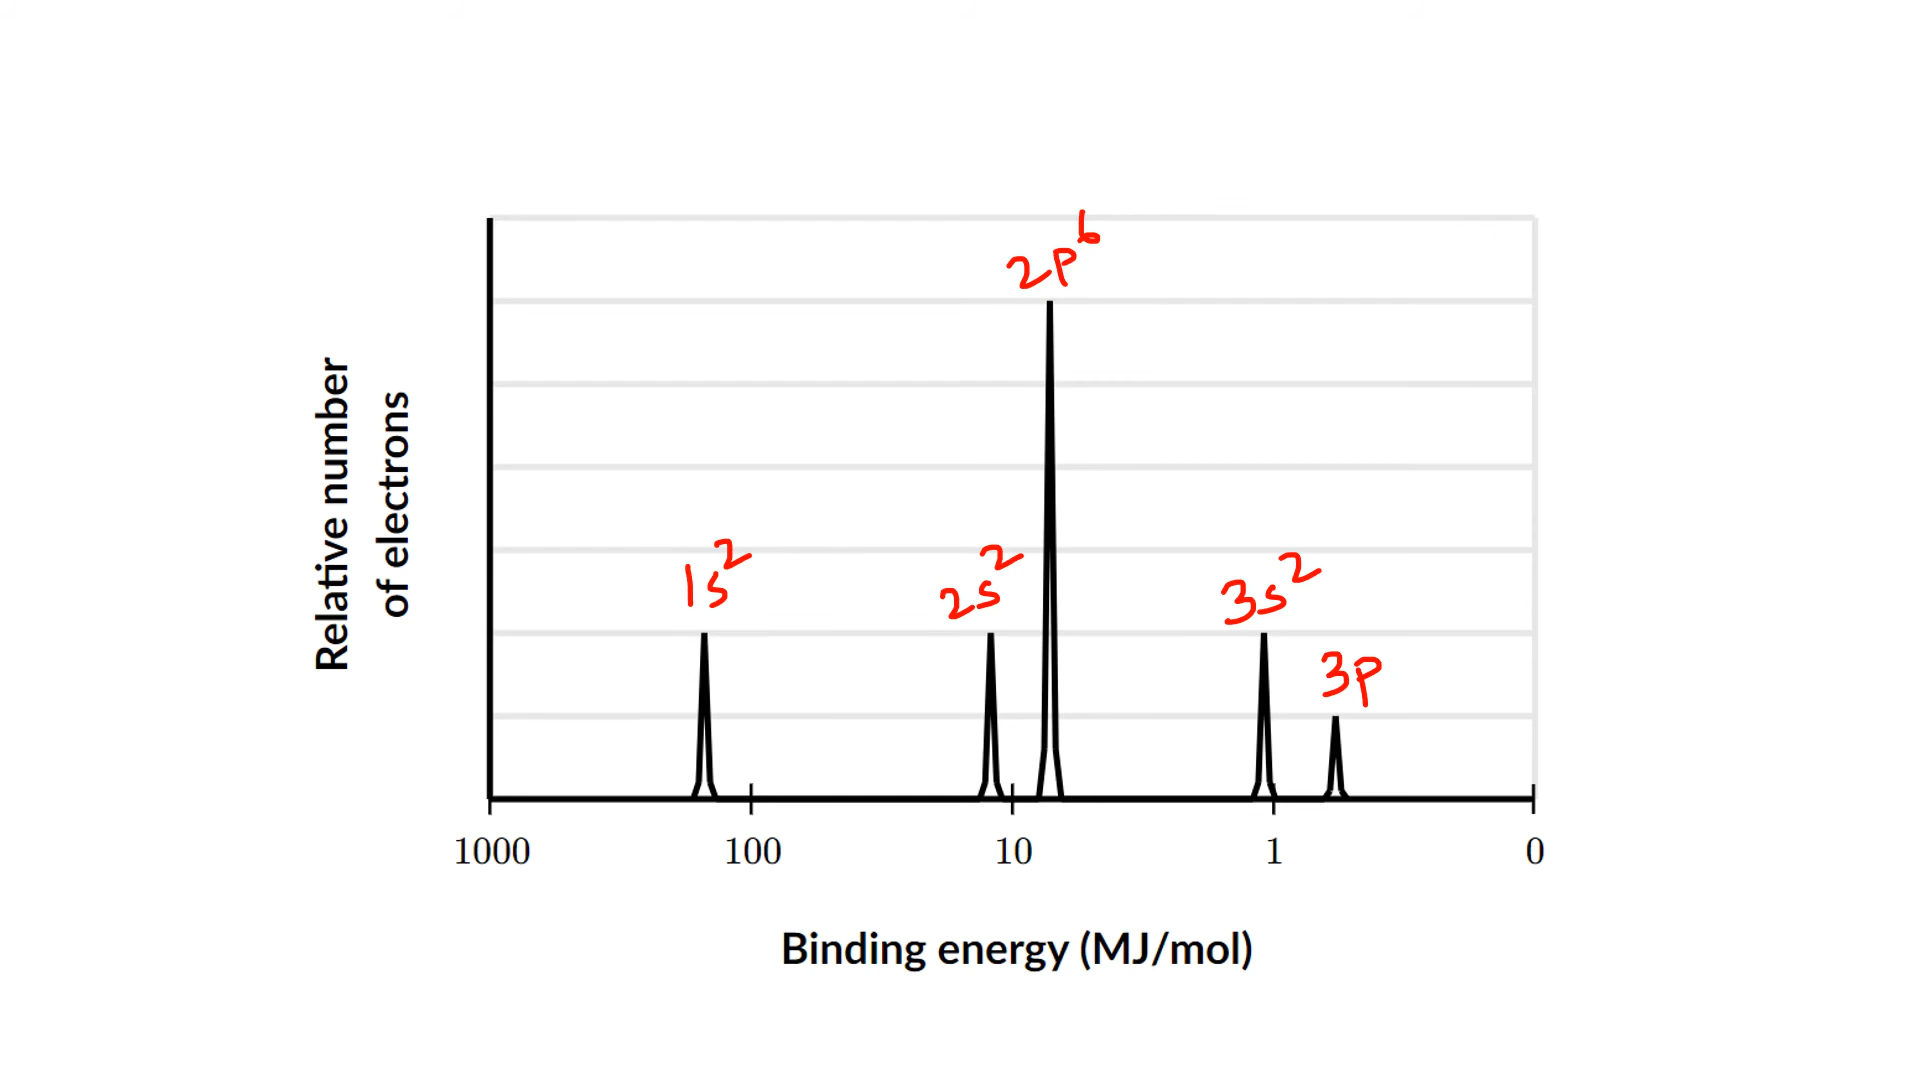 2p⁶
1s²
2s²
3s²
3p
Relative number
of electrons
1000 100 10 1 0
Binding energy (MJ/mol)